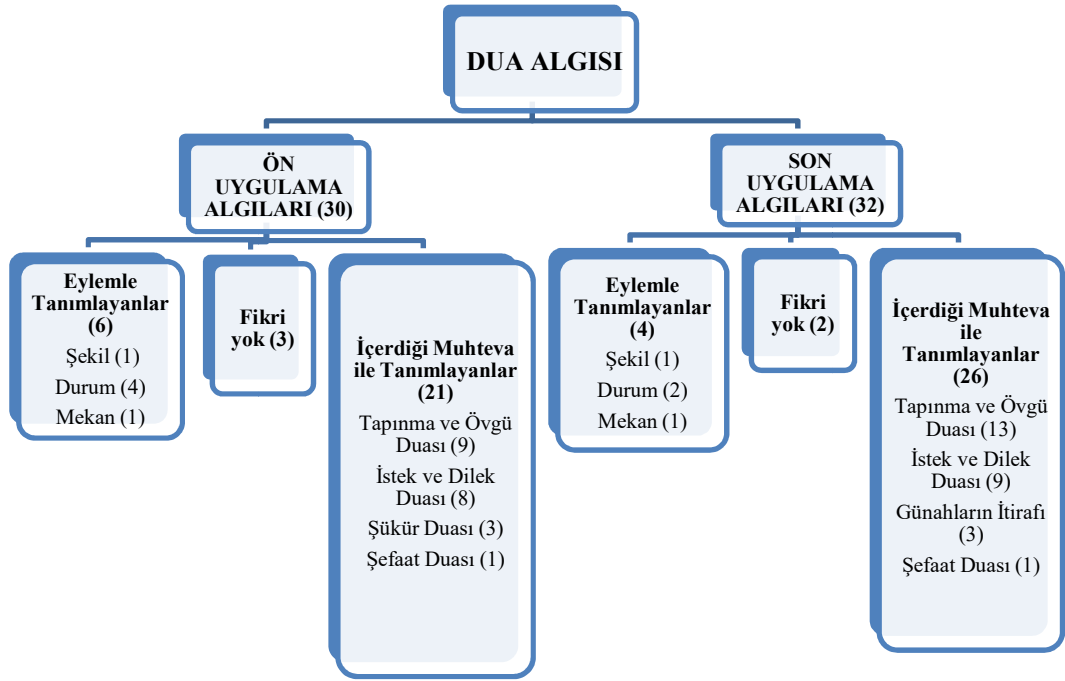 DUA ALGISI
ÖN
UYGULAMA
ALGILARI (30)
SON
UYGULAMA
ALGILARI (32)
Eylemle
Tanımlayanlar
(6)
Şekil (1)
Durum (4)
Mekan (1)
Fikri
yok (3)
İçerdiği Muhteva
ile Tanımlayanlar
(21)
Tapınma ve Övgü
Duası (9)
İstek ve Dilek
Duası (8)
Şükür Duası (3)
Şefaat Duası (1)
Eylemle
Tanımlayanlar
(4)
Şekil (1)
Durum (2)
Mekan (1)
Fikri
yok (2)
İçerdiği Muhteva
ile
Tanımlayanlar
(26)
Tapınma ve Övgü
Duası (13)
İstek ve Dilek
Duası (9)
Günahların İtirafı
(3)
Şefaat Duası (1)